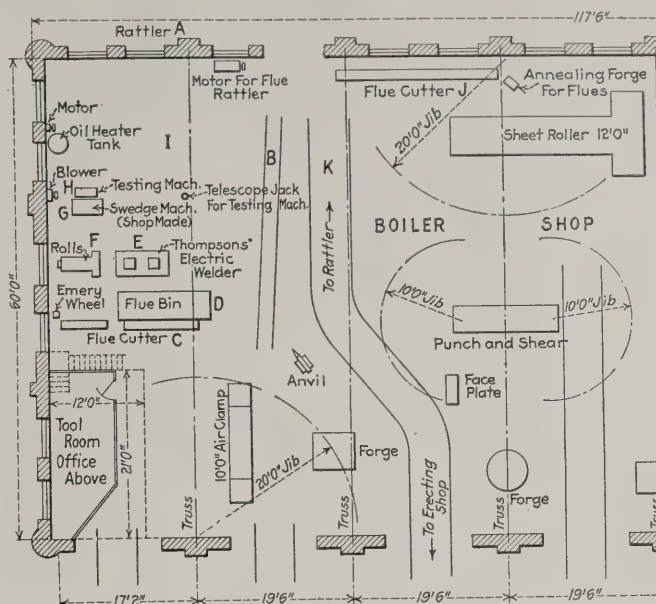 117'6"
Rattler A
Motor For Flue
Rattler
Flue Cutter J
Annealing Forge
For Flues
20'0" Jib
Sheet Roller 12'0"
Motor
Oil Heater
Tank
I
B
K
Blower
H
Testing Mach.
G
Swedge Mach.
(Shop Made)
Telescope Jack
For Testing Mach.
To Rattler
BOILER SHOP
60'0"
Rolls
F
E
Thompsons'
Electric
Welder
10'0" Jib
10'0" Jib
Emery
Wheel
Flue Bin
D
Flue Cutter C
Punch and Shear
Anvil
Face
Plate
12'0"
Tool
Room
Office
Above
21'0"
10'0" Air Clamp
20'0" Jib
Forge
Forge
Truss
Truss
To Erecting
Shop
Truss
Truss
17'2"
19'6"
19'6"
19'6"